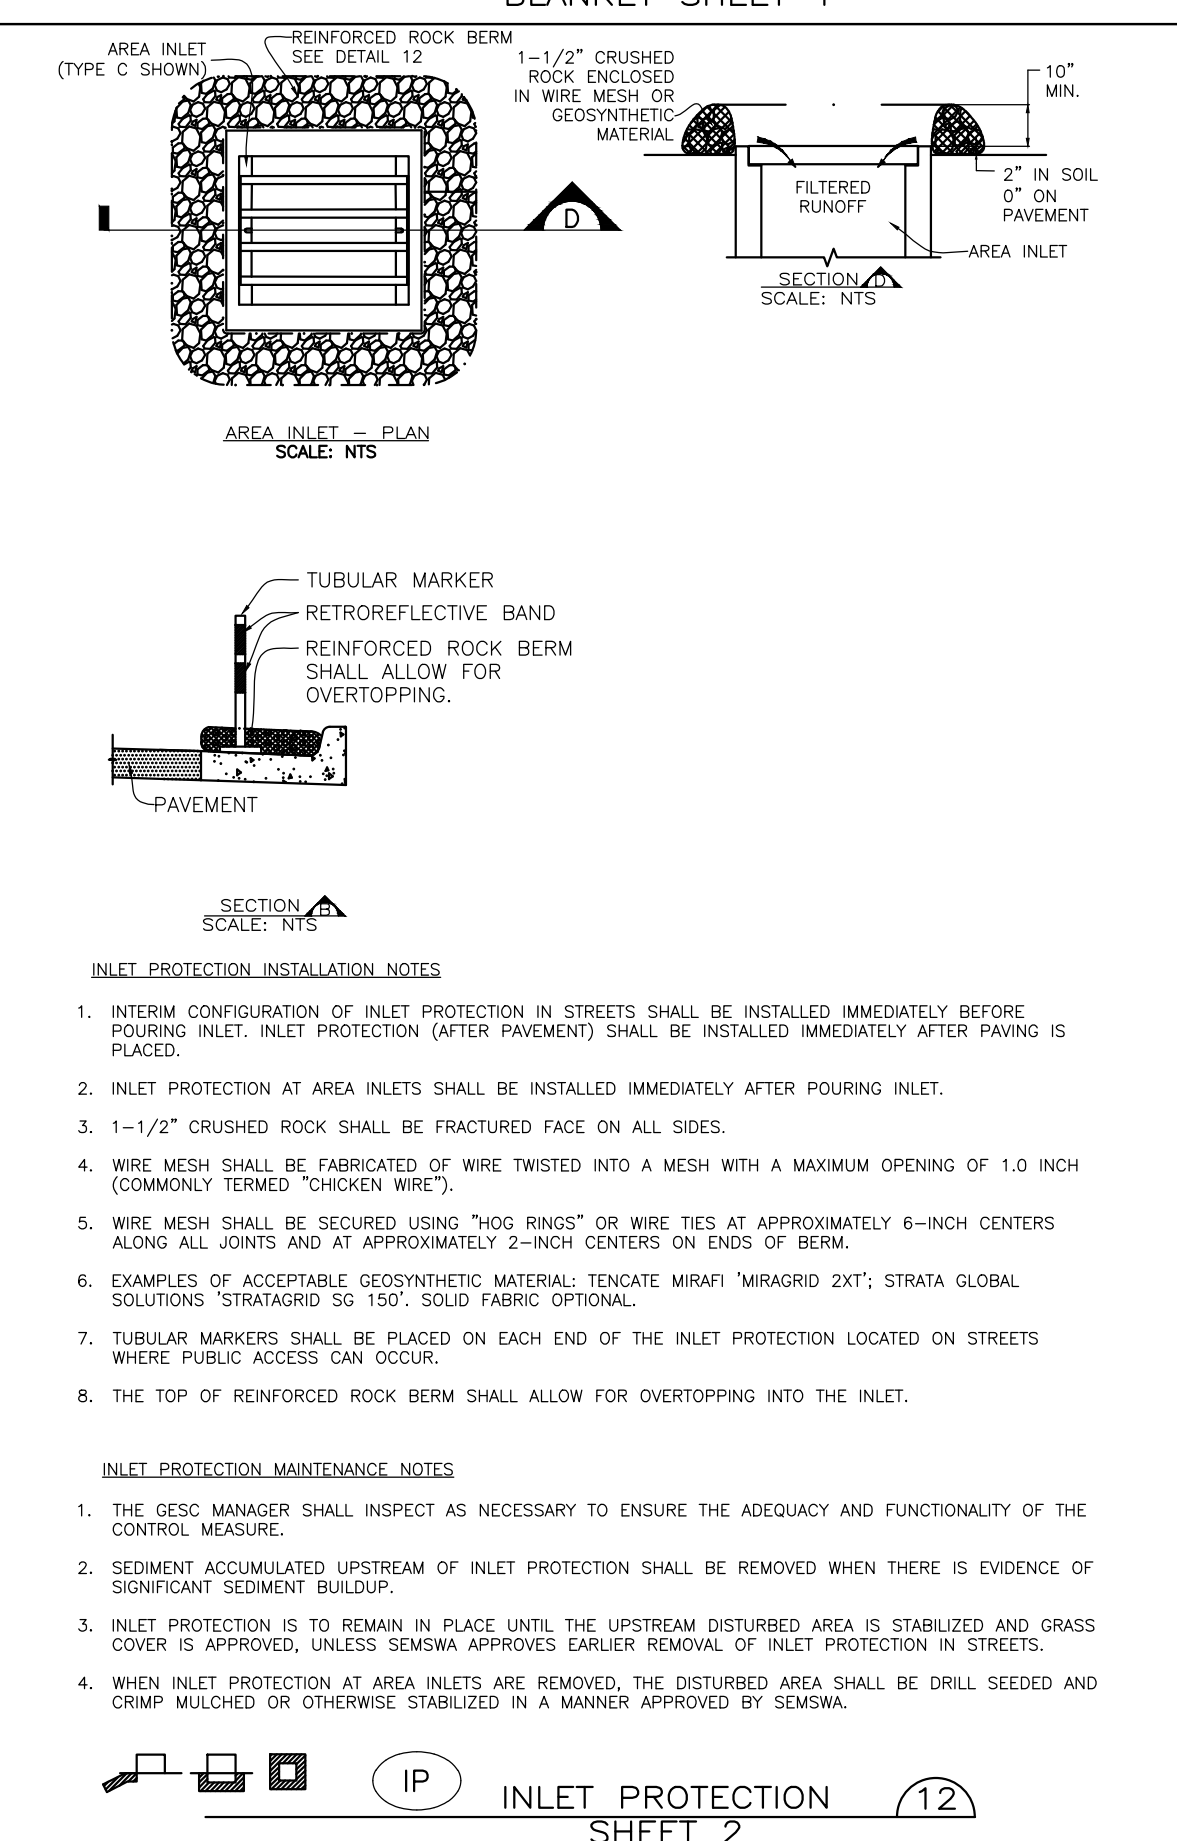 BLANKET SHEET 1
AREA INLET
(TYPE C SHOWN)
REINFORCED ROCK BERM
SEE DETAIL 12
1-1/2" CRUSHED
ROCK ENCLOSED
IN WIRE MESH OR
GEOSYNTHETIC
MATERIAL
10"
MIN.
FILTERED
RUNOFF
2" IN SOIL
0" ON
PAVEMENT
AREA INLET
D
SECTION D
SCALE: NTS
AREA INLET - PLAN
SCALE: NTS
TUBULAR MARKER
RETROREFLECTIVE BAND
REINFORCED ROCK BERM
SHALL ALLOW FOR
OVERTOPPING.
PAVEMENT
SECTION B
SCALE: NTS
INLET PROTECTION INSTALLATION NOTES
1. INTERIM CONFIGURATION OF INLET PROTECTION IN STREETS SHALL BE INSTALLED IMMEDIATELY BEFORE
POURING INLET. INLET PROTECTION (AFTER PAVEMENT) SHALL BE INSTALLED IMMEDIATELY AFTER PAVING IS
PLACED.
2. INLET PROTECTION AT AREA INLETS SHALL BE INSTALLED IMMEDIATELY AFTER POURING INLET.
3. 1-1/2" CRUSHED ROCK SHALL BE FRACTURED FACE ON ALL SIDES.
4. WIRE MESH SHALL BE FABRICATED OF WIRE TWISTED INTO A MESH WITH A MAXIMUM OPENING OF 1.0 INCH
(COMMONLY TERMED "CHICKEN WIRE").
5. WIRE MESH SHALL BE SECURED USING "HOG RINGS" OR WIRE TIES AT APPROXIMATELY 6-INCH CENTERS
ALONG ALL JOINTS AND AT APPROXIMATELY 2-INCH CENTERS ON ENDS OF BERM.
6. EXAMPLES OF ACCEPTABLE GEOSYNTHETIC MATERIAL: TENCATE MIRAFI 'MIRAGRID 2XT'; STRATA GLOBAL
SOLUTIONS 'STRATAGRID SG 150'. SOLID FABRIC OPTIONAL.
7. TUBULAR MARKERS SHALL BE PLACED ON EACH END OF THE INLET PROTECTION LOCATED ON STREETS
WHERE PUBLIC ACCESS CAN OCCUR.
8. THE TOP OF REINFORCED ROCK BERM SHALL ALLOW FOR OVERTOPPING INTO THE INLET.
INLET PROTECTION MAINTENANCE NOTES
1. THE GESC MANAGER SHALL INSPECT AS NECESSARY TO ENSURE THE ADEQUACY AND FUNCTIONALITY OF THE
CONTROL MEASURE.
2. SEDIMENT ACCUMULATED UPSTREAM OF INLET PROTECTION SHALL BE REMOVED WHEN THERE IS EVIDENCE OF
SIGNIFICANT SEDIMENT BUILDUP.
3. INLET PROTECTION IS TO REMAIN IN PLACE UNTIL THE UPSTREAM DISTURBED AREA IS STABILIZED AND GRASS
COVER IS APPROVED, UNLESS SEMSWA APPROVES EARLIER REMOVAL OF INLET PROTECTION IN STREETS.
4. WHEN INLET PROTECTION AT AREA INLETS ARE REMOVED, THE DISTURBED AREA SHALL BE DRILL SEEDED AND
CRIMP MULCHED OR OTHERWISE STABILIZED IN A MANNER APPROVED BY SEMSWA.
IP
INLET PROTECTION
12
SHEET 2